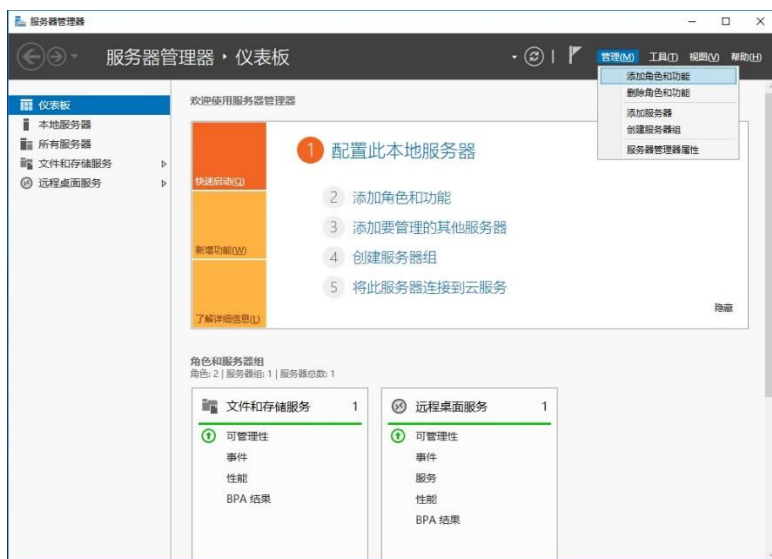 服务器管理器
服务器管理器 · 仪表板
管理(M) 工具(T) 视图(V) 帮助(H)
添加角色和功能
删除角色和功能
添加服务器
创建服务器组
服务器管理器属性
仪表板
本地服务器
所有服务器
文件和存储服务
远程桌面服务
欢迎使用服务器管理器
快速启动(Q)
新增功能(W)
了解详细信息(L)
1 配置此本地服务器
2 添加角色和功能
3 添加要管理的其他服务器
4 创建服务器组
5 将此服务器连接到云服务
隐藏
角色和服务器组
角色: 2 | 服务器组: 1 | 服务器总数: 1
文件和存储服务 1
可管理性
事件
性能
BPA 结果
远程桌面服务 1
可管理性
事件
服务
性能
BPA 结果